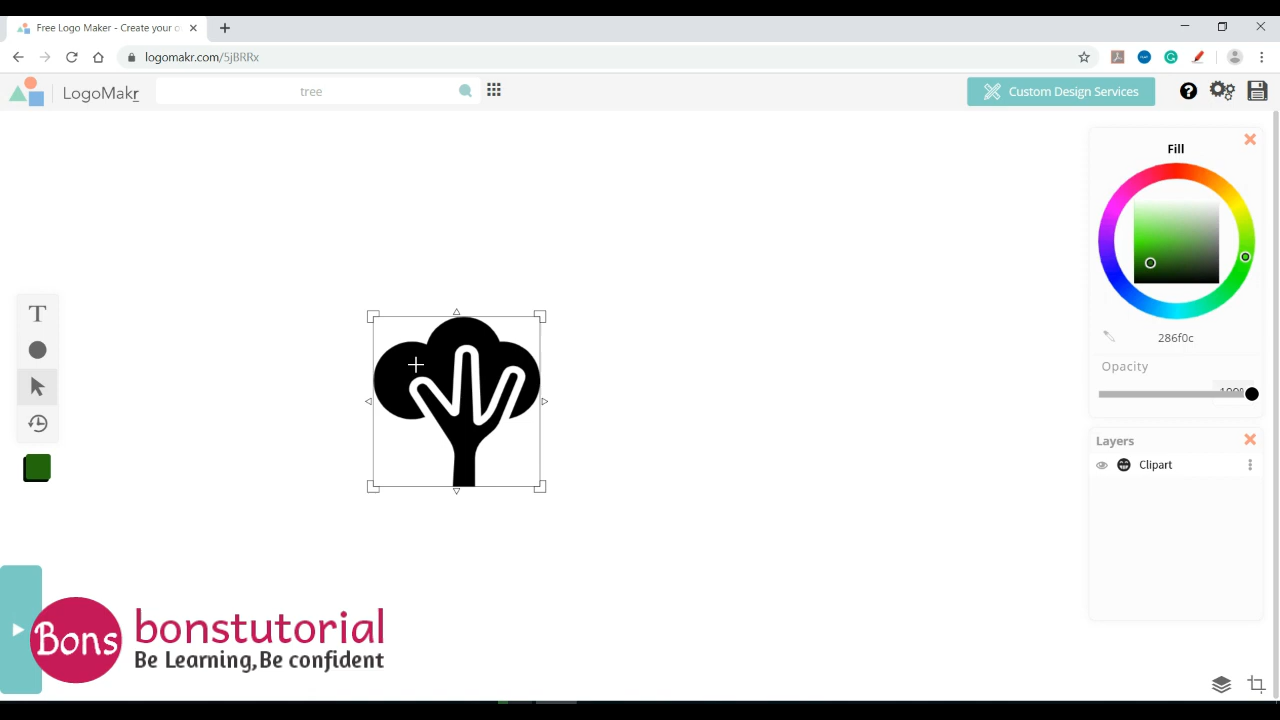 Free Logo Maker - Create your o
logomakr.com/5jBRRx
LogoMakr
tree
Custom Design Services
Fill
286f0c
Opacity
100%
Layers
Clipart
T
Bons
bonstutorial
Be Learning,Be confident